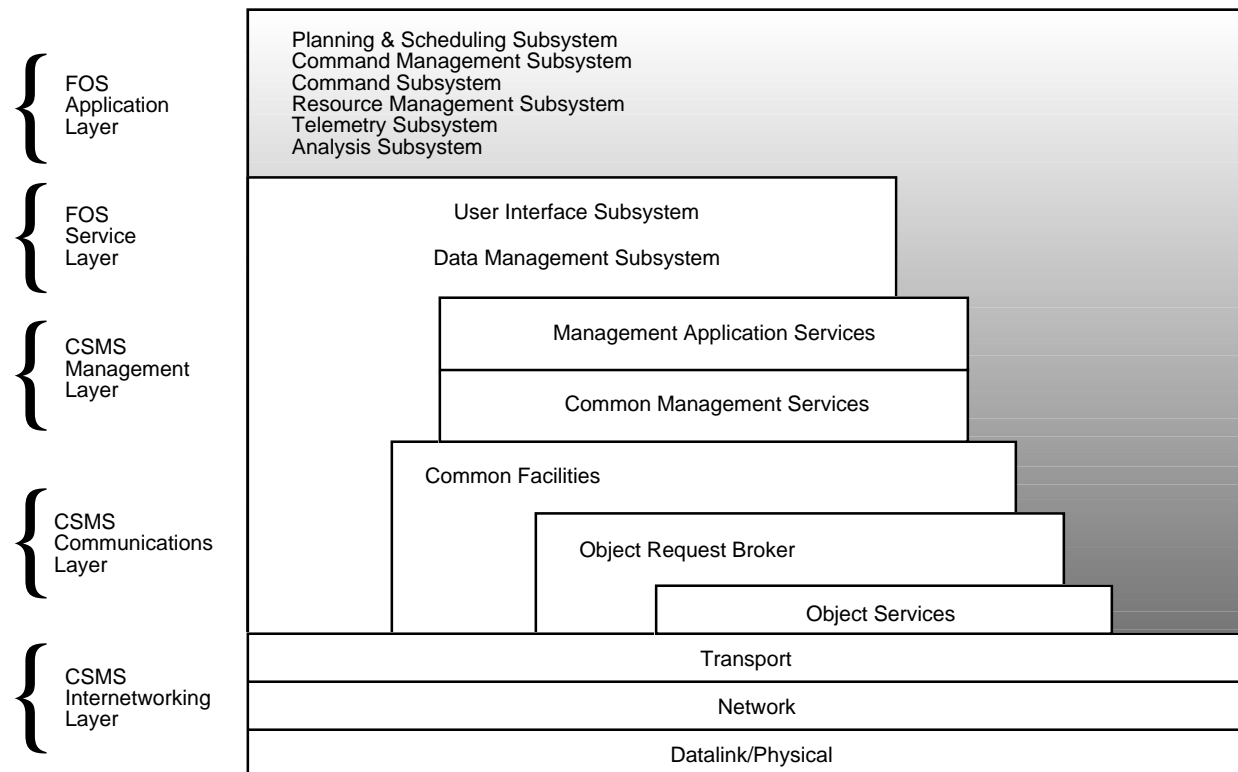 Planning & Scheduling Subsystem
Command Management Subsystem
Command Subsystem
Resource Management Subsystem
Telemetry Subsystem
Analysis Subsystem
FOS
Application
Layer
User Interface Subsystem
Data Management Subsystem
FOS
Service
Layer
Management Application Services
Common Management Services
CSMS
Management
Layer
Common Facilities
Object Request Broker
Object Services
CSMS
Communications
Layer
Transport
Network
Datalink/Physical
CSMS
Internetworking
Layer